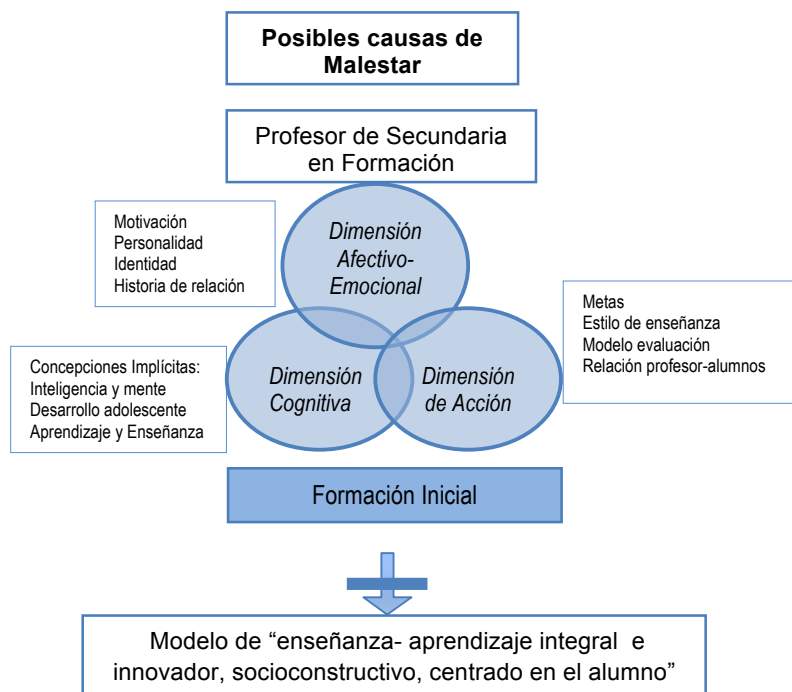 Posibles causas de
Malestar
Profesor de Secundaria
en Formación
Motivación
Personalidad
Identidad
Historia de relación
Dimensión
Afectivo-
Emocional
Metas
Estilo de enseñanza
Modelo evaluación
Relación profesor-alumnos
Concepciones Implícitas:
Inteligencia y mente
Desarrollo adolescente
Aprendizaje y Enseñanza
Dimensión
Cognitiva
Dimensión
de Acción
Formación Inicial
Modelo de “enseñanza- aprendizaje integral e
innovador, socioconstructivo, centrado en el alumno”